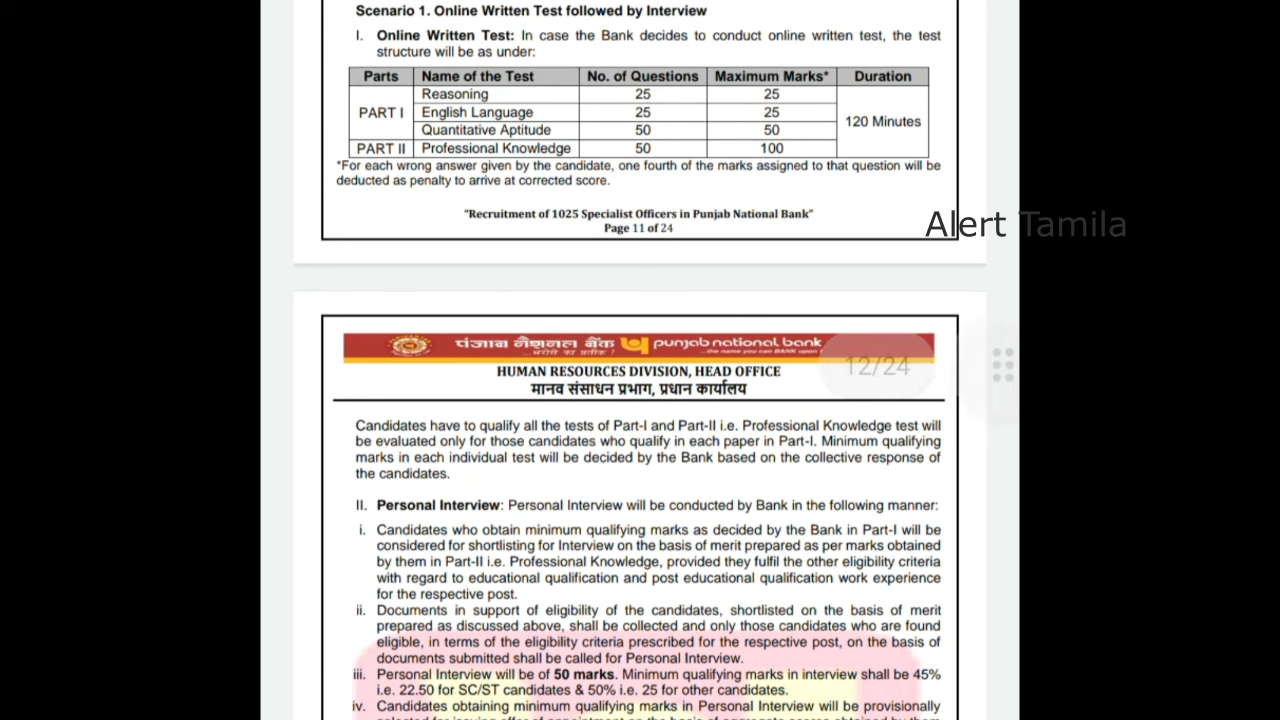 Scenario 1. Online Written Test followed by Interview
I. Online Written Test: In case the Bank decides to conduct online written test, the test
structure will be as under:
Parts Name of the Test No. of Questions Maximum Marks* Duration
PART I Reasoning 25 25 120 Minutes
English Language 25 25
Quantitative Aptitude 50 50
PART II Professional Knowledge 50 100
*For each wrong answer given by the candidate, one fourth of the marks assigned to that question will be
deducted as penalty to arrive at corrected score.
"Recruitment of 1025 Specialist Officers in Punjab National Bank"
Page 11 of 24
Alert Tamila
पंजाब नैशनल बैंक punjab national bank
...भरोसे का प्रतीक ! ...the name you can BANK upon !
12/24
HUMAN RESOURCES DIVISION, HEAD OFFICE
मानव संसाधन प्रभाग, प्रधान कार्यालय
Candidates have to qualify all the tests of Part-I and Part-II i.e. Professional Knowledge test will
be evaluated only for those candidates who qualify in each paper in Part-I. Minimum qualifying
marks in each individual test will be decided by the Bank based on the collective response of
the candidates.
II. Personal Interview: Personal Interview will be conducted by Bank in the following manner:
i. Candidates who obtain minimum qualifying marks as decided by the Bank in Part-I will be
considered for shortlisting for Interview on the basis of merit prepared as per marks obtained
by them in Part-II i.e. Professional Knowledge, provided they fulfil the other eligibility criteria
with regard to educational qualification and post educational qualification work experience
for the respective post.
ii. Documents in support of eligibility of the candidates, shortlisted on the basis of merit
prepared as discussed above, shall be collected and only those candidates who are found
eligible, in terms of the eligibility criteria prescribed for the respective post, on the basis of
documents submitted shall be called for Personal Interview.
iii. Personal Interview will be of 50 marks. Minimum qualifying marks in interview shall be 45%
i.e. 22.50 for SC/ST candidates & 50% i.e. 25 for other candidates.
iv. Candidates obtaining minimum qualifying marks in Personal Interview will be provisionally